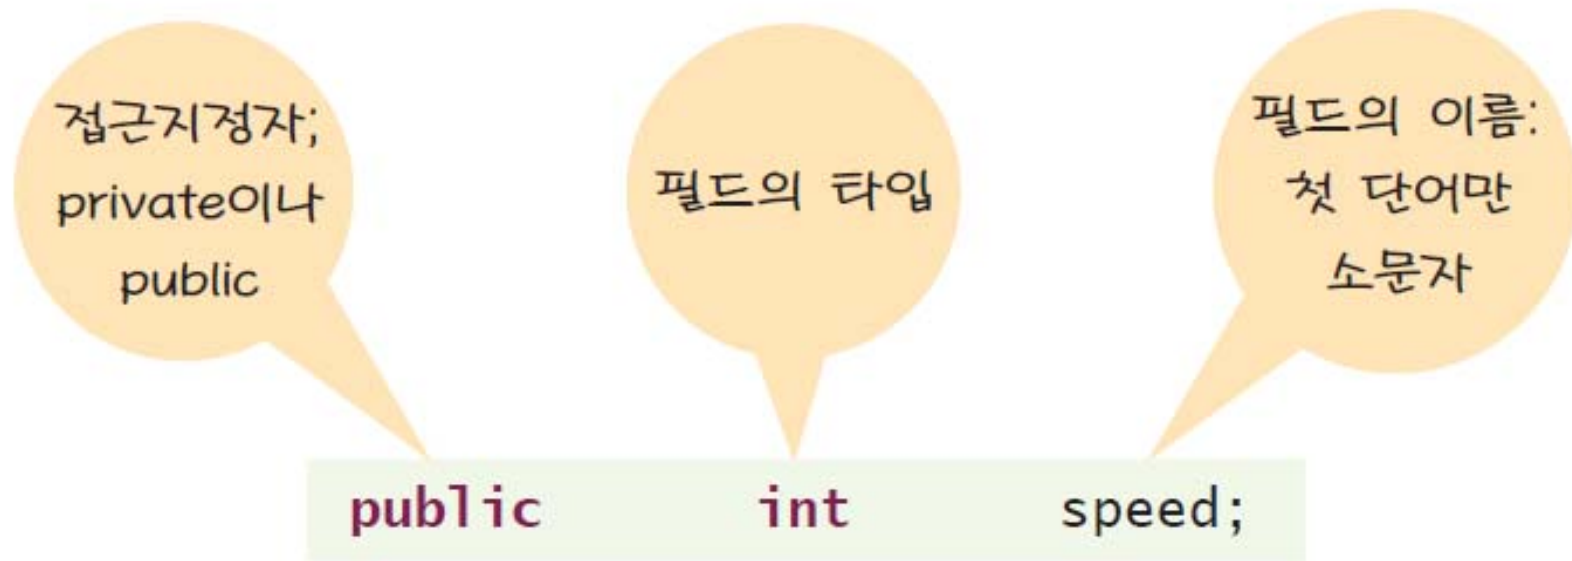 접근지정자;
private이나
public
필드의 타입
필드의 이름:
첫 단어만
소문자
public int speed;